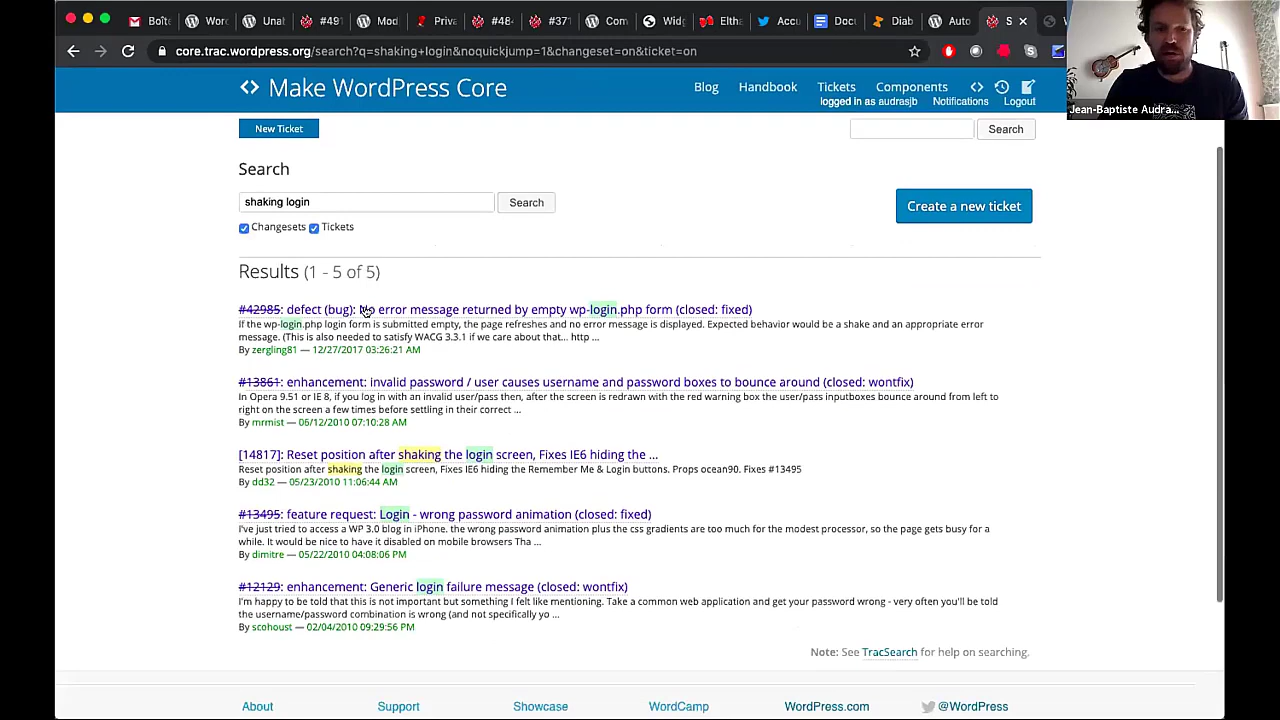 Boîte
Wor
Unat
#491
Mod
Priva
#48
#371
Com
Widg
Eltha
Accu
Docu
Diab
Auto
S
W
core.trac.wordpress.org/search?q=shaking+login&noquickjump=1&changeset=on&ticket=on
Make WordPress Core
Blog Handbook Tickets Components
logged in as audrasjb Notifications Logout
Jean-Baptiste Audra...
New Ticket
Search
Search
shaking login
Search
Create a new ticket
Changesets Tickets
Results (1 - 5 of 5)
#42985: defect (bug): No error message returned by empty wp-login.php form (closed: fixed)
If the wp-login.php login form is submitted empty, the page refreshes and no error message is displayed. Expected behavior would be a shake and an appropriate error
message. (This is also needed to satisfy WACG 3.3.1 if we care about that... http ...
By zergling81 — 12/27/2017 03:26:21 AM
#13861: enhancement: invalid password / user causes username and password boxes to bounce around (closed: wontfix)
In Opera 9.51 or IE 8, if you log in with an invalid user/pass then, after the screen is redrawn with the red warning box the user/pass inputboxes bounce around from left to
right on the screen a few times before settling in their correct ...
By mrmist — 06/12/2010 07:10:28 AM
[14817]: Reset position after shaking the login screen, Fixes IE6 hiding the ...
Reset position after shaking the login screen, Fixes IE6 hiding the Remember Me & Login buttons. Props ocean90. Fixes #13495
By dd32 — 05/23/2010 11:06:44 AM
#13495: feature request: Login - wrong password animation (closed: fixed)
I've just tried to access a WP 3.0 blog in iPhone. the wrong password animation plus the css gradients are too much for the modest processor, so the page gets busy for a
while. It would be nice to have it disabled on mobile browsers Tha ...
By dimitre — 05/22/2010 04:08:06 PM
#12129: enhancement: Generic login failure message (closed: wontfix)
I'm happy to be told that this is not important but something I felt like mentioning. Take a common web application and get your password wrong - very often you'll be told
the username/password combination is wrong (and not specifically yo ...
By scohoust — 02/04/2010 09:29:56 PM
Note: See TracSearch for help on searching.
About Support Showcase WordCamp WordPress.com @WordPress